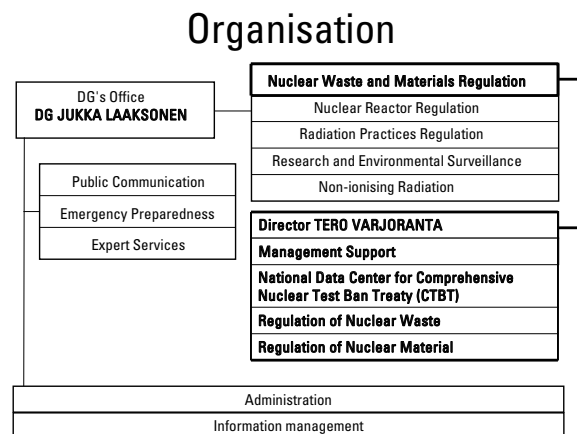 Organisation
DG's Office
DG JUKKA LAAKSONEN
Nuclear Waste and Materials Regulation
Nuclear Reactor Regulation
Radiation Practices Regulation
Research and Environmental Surveillance
Non-ionising Radiation
Public Communication
Emergency Preparedness
Expert Services
Director TERO VARJORANTA
Management Support
National Data Center for Comprehensive
Nuclear Test Ban Treaty (CTBT)
Regulation of Nuclear Waste
Regulation of Nuclear Material
Administration
Information management